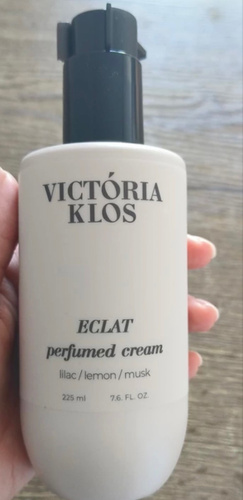 VICTÓRIA
KLOS
ECLAT
perfumed cream
lilac / lemon / musk
225 ml 7.6. FL. OZ.